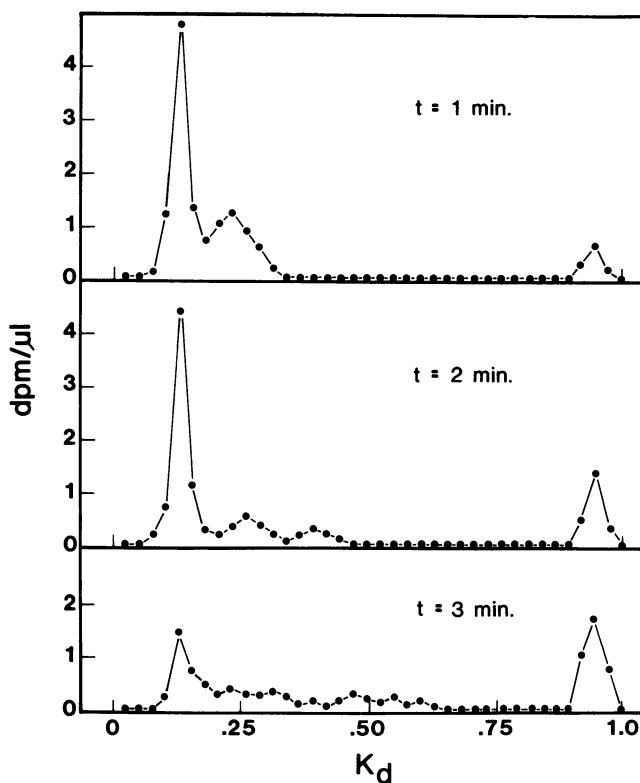 4
3
2
1
0
t = 1 min.
4
3
2
1
0
t = 2 min.
2
1
0
t = 3 min.
dpm/µl
0 .25 .50 .75 1.0
Kd